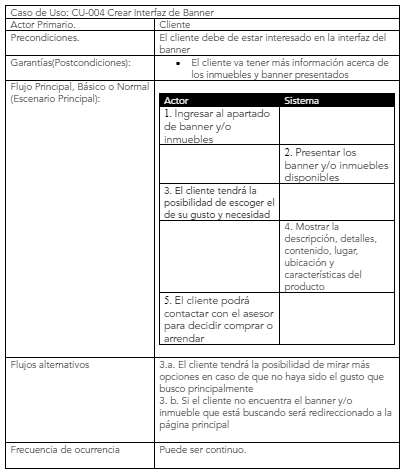 Caso de Uso: CU-004 Crear Interfaz de Banner
Actor Primario. Cliente
Precondiciones. El cliente debe de estar interesado en la interfaz del
banner
Garantías(Postcondiciones): • El cliente va tener más información acerca de
los inmuebles y banner presentados
Flujo Principal, Básico o Normal
(Escenario Principal):
Actor Sistema
1. Ingresar al apartado
de banner y/o
inmuebles
2. Presentar los
banner y/o inmuebles
disponibles
3. El cliente tendrá la
posibilidad de escoger el
de su gusto y necesidad
4. Mostrar la
descripción, detalles,
contenido, lugar,
ubicación y
características del
producto
5. El cliente podrá
contactar con el asesor
para decidir comprar o
arrendar
Flujos alternativos 3.a. El cliente tendrá la posibilidad de mirar más
opciones en caso de que no haya sido el gusto que
busco principalmente
3. b. Si el cliente no encuentra el banner y/o
inmueble que está buscando será redireccionado a la
página principal
Frecuencia de ocurrencia Puede ser continuo.